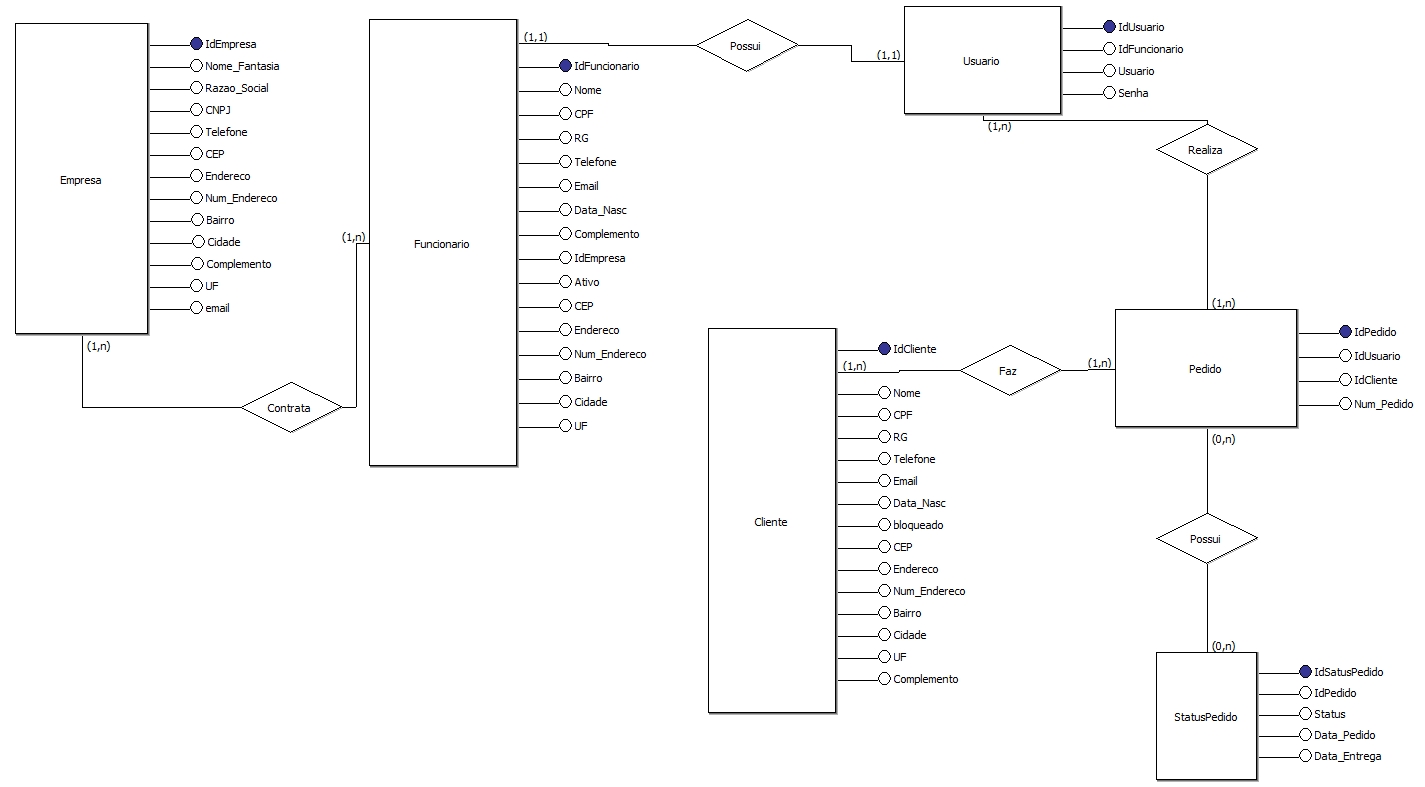 Empresa
IdEmpresa
Nome_Fantasia
Razao_Social
CNPJ
Telefone
CEP
Endereco
Num_Endereco
Bairro
Cidade
Complemento
UF
email
(1,n)
Contrata
(1,n)
Funcionario
(1,1)
IdFuncionario
Nome
CPF
RG
Telefone
Email
Data_Nasc
Complemento
IdEmpresa
Ativo
CEP
Endereco
Num_Endereco
Bairro
Cidade
UF
Possui
(1,1)
Usuario
IdUsuario
IdFuncionario
Usuario
Senha
(1,n)
Realiza
(1,n)
Cliente
IdCliente
(1,n)
Nome
CPF
RG
Telefone
Email
Data_Nasc
bloqueado
CEP
Endereco
Num_Endereco
Bairro
Cidade
UF
Complemento
Faz
(1,n)
Pedido
IdPedido
IdUsuario
IdCliente
Num_Pedido
(0,n)
Possui
(0,n)
StatusPedido
IdSatusPedido
IdPedido
Status
Data_Pedido
Data_Entrega